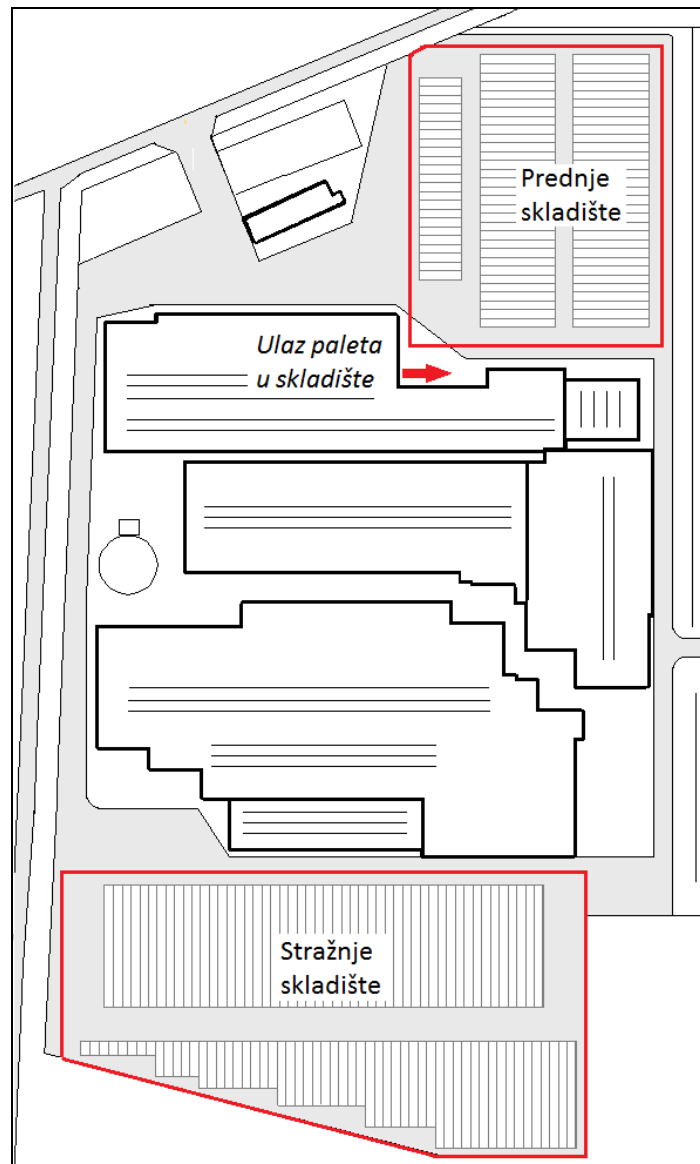 Prednje
skladište
Ulaz paleta
u skladište
Stražnje
skladište